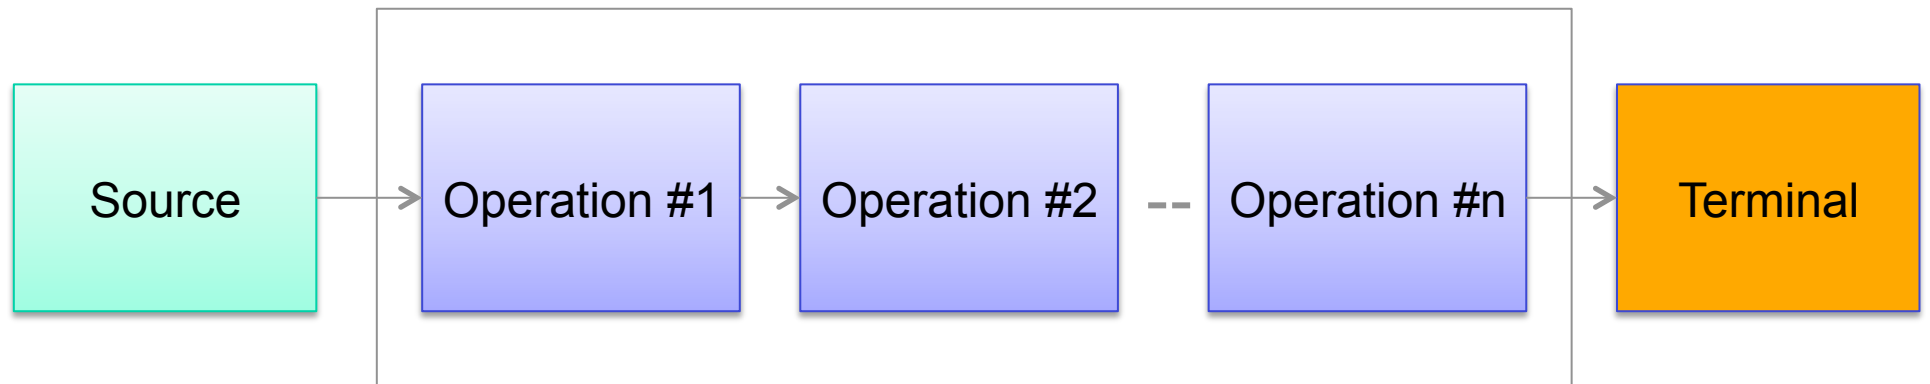 Source
Operation #1
Operation #2
--
Operation #n
Terminal